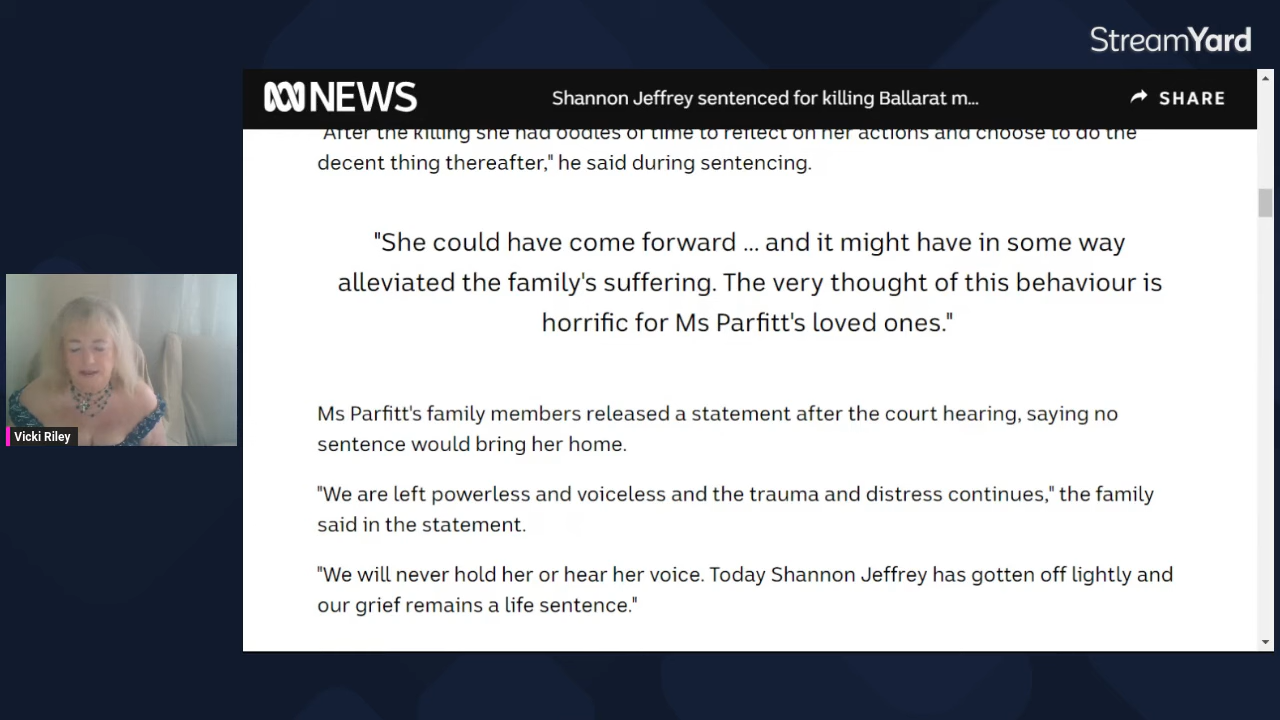 StreamYard
NEWS
Shannon Jeffrey sentenced for killing Ballarat m...
SHARE
"After the killing she had oodles of time to reflect on her actions and choose to do the
decent thing thereafter," he said during sentencing.
"She could have come forward ... and it might have in some way
alleviated the family's suffering. The very thought of this behaviour is
horrific for Ms Parfitt's loved ones."
Ms Parfitt's family members released a statement after the court hearing, saying no
sentence would bring her home.
"We are left powerless and voiceless and the trauma and distress continues," the family
said in the statement.
"We will never hold her or hear her voice. Today Shannon Jeffrey has gotten off lightly and
our grief remains a life sentence."
Vicki Riley